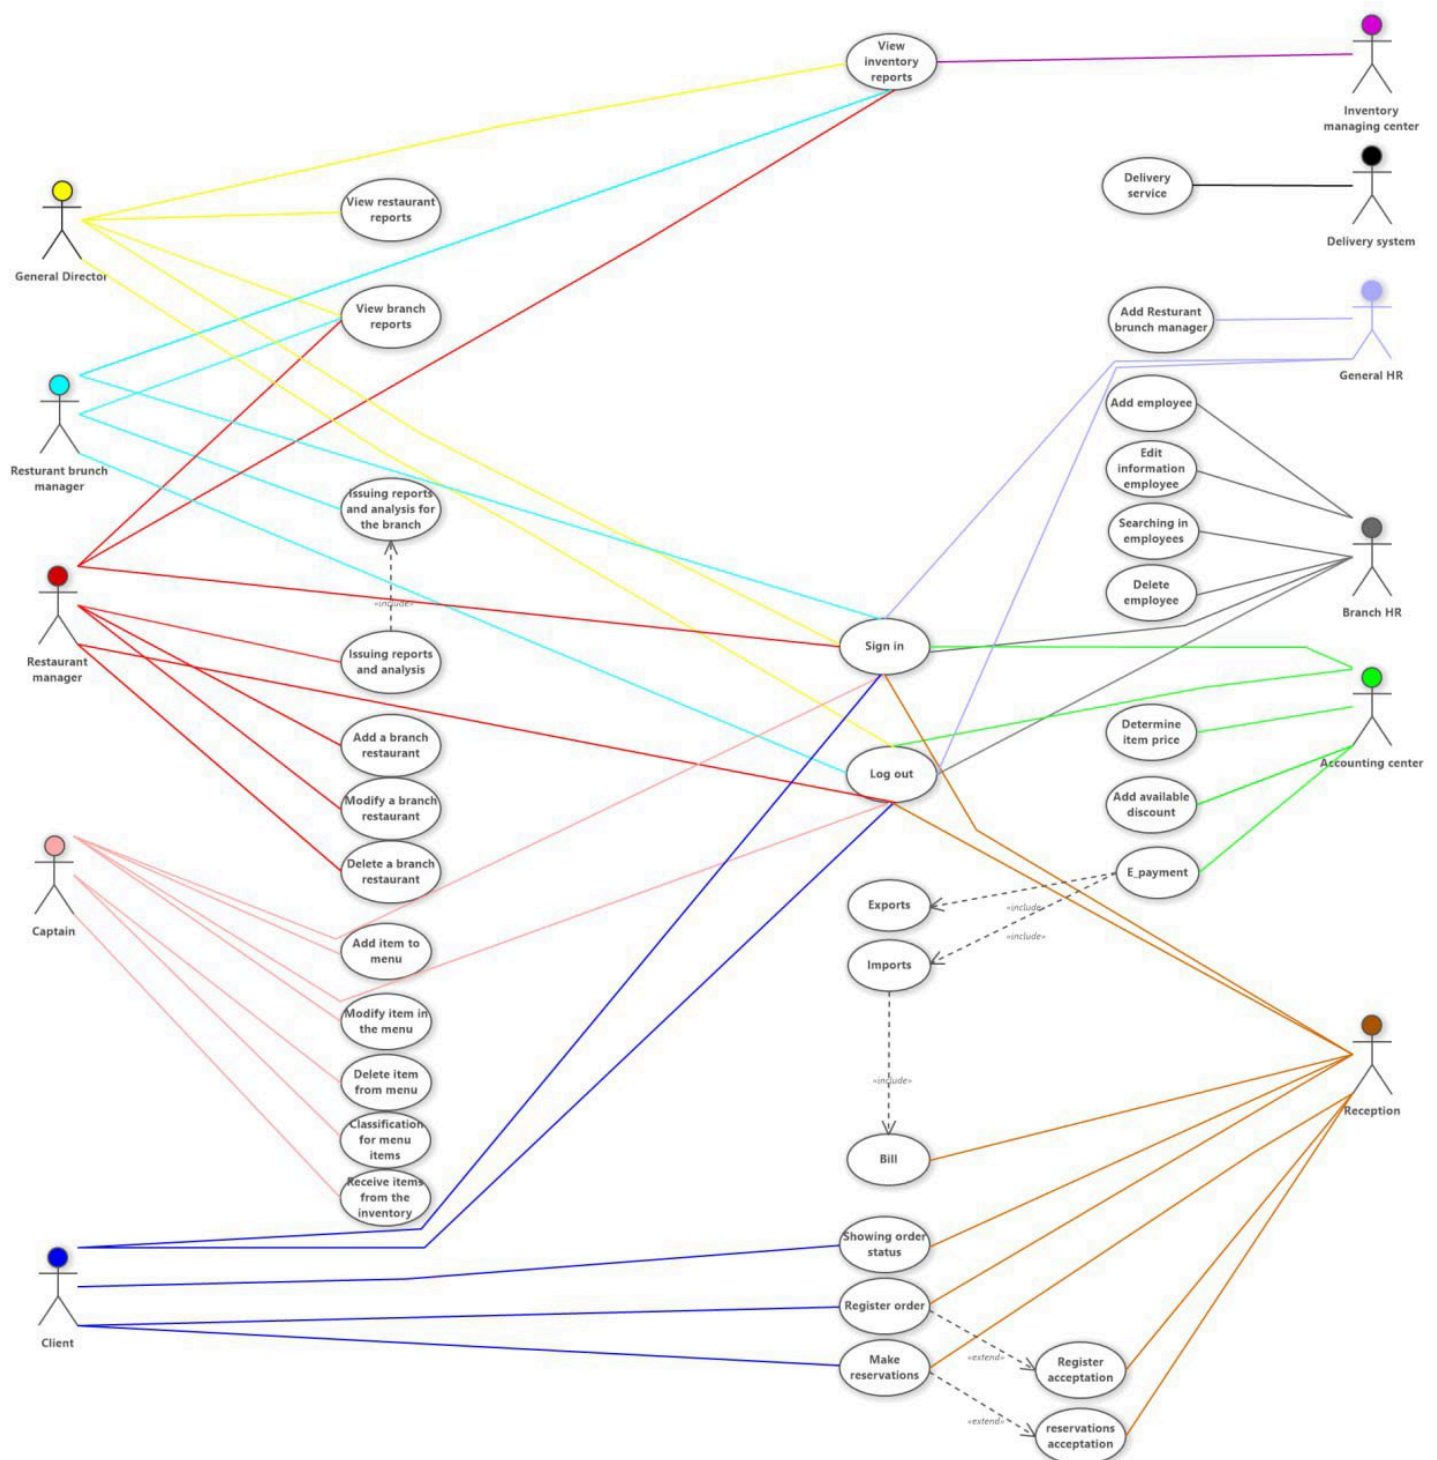 View
inventory
reports
Inventory
managing center
Delivery
service
Delivery system
View restaurant
reports
General Director
View branch
reports
Add Resturant
brunch manager
General HR
Add employee
Resturant brunch
manager
Edit
information
employee
Issuing reports
and analysis for
the branch
Searching in
employees
Delete
employee
Branch HR
«include»
Restaurant
manager
Issuing reports
and analysis
Sign in
Add a branch
restaurant
Determine
item price
Accounting center
Log out
Modify a branch
restaurant
Add available
discount
Delete a branch
restaurant
E_payment
Captain
Exports
«include»
«include»
Add item to
menu
Imports
Modify item in
the menu
Delete item
from menu
«include»
Reception
Classification
for menu
items
Bill
Receive items
from the
inventory
Showing order
status
Register order
Client
«extend»
Make
reservations
Register
acceptation
«extend»
reservations
acceptation